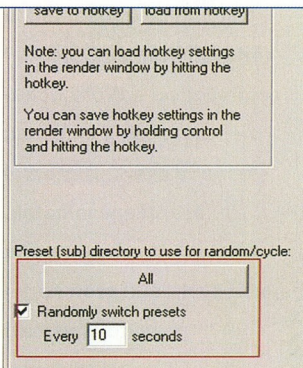 save to hotkey load from hotkey
Note: you can load hotkey settings
in the render window by hitting the
hotkey.
You can save hotkey settings in the
render window by holding control
and hitting the hotkey.
Preset (sub) directory to use for random/cycle:
All
Randomly switch presets
Every 10 seconds